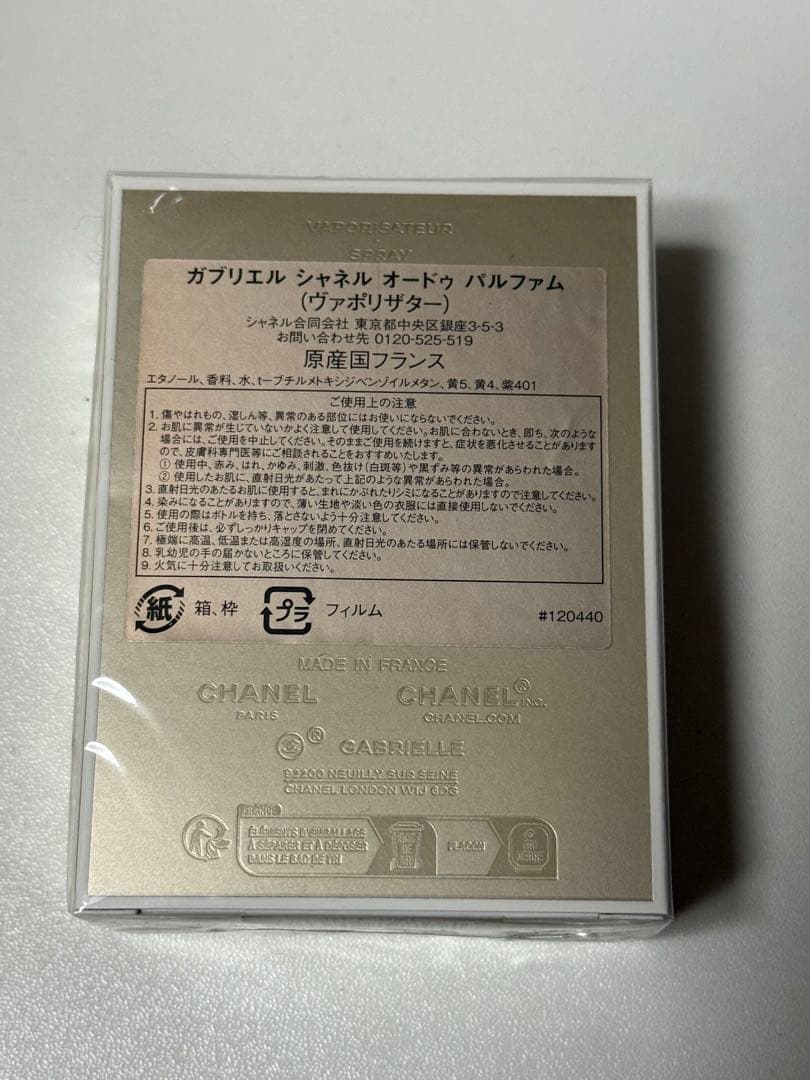 VAPORISATEUR
SPRAY
ガブリエル シャネル オードゥ パルファム
(ヴァポリザター)
シャネル合同会社 東京都中央区銀座3-5-3
お問い合わせ先 0120-525-519
原産国フランス
エタノール、香料、水、t-ブチルメトキシジベンゾイルメタン、黄5、黄4、紫401
ご使用上の注意
1. 傷やはれもの、湿しん等、異常のある部位にはお使いにならないでください。
2. お肌に異常が生じていないかよく注意して使用してください。お肌に合わないとき、即ち、次のような
場合には、ご使用を中止してください。そのままご使用を続けますと、症状を悪化させることがあります
ので、皮膚科専門医等にご相談されることをおすすめいたします。
① 使用中、赤み、はれ、かゆみ、刺激、色抜け(白斑等)や黒ずみ等の異常があらわれた場合。
② 使用したお肌に、直射日光があたって上記のような異常があらわれた場合。
3. 直射日光のあたるお肌に使用すると、まれにかぶれたりシミになることがありますので注意してください。
4. 染みになることがありますので、薄い生地や淡い色の衣服には直接使用しないでください。
5. 使用の際はボトルを持ち、落とさないよう十分注意してください。
6. ご使用後は、必ずしっかりキャップを閉めてください。
7. 極端に高温、低温または高湿度の場所、直射日光のあたる場所には保管しないでください。
8. 乳幼児の手の届かないところに保管してください。
9. 火気に十分注意してお取扱いください。
紙 箱、枠 プラ フィルム #120440
MADE IN FRANCE
CHANEL CHANEL® INC.
PARIS CHANEL.COM
® GABRIELLE
92200 NEUILLY SUR SEINE
CHANEL LONDON W1J 6DG
FRANCE
ÉLÉMENTS D'EMBALLAGE
À SÉPARER ET À DÉPOSER
DANS LE BAC DE TRI
BAC
DE
TRI
FLACON
TRI
VERRE